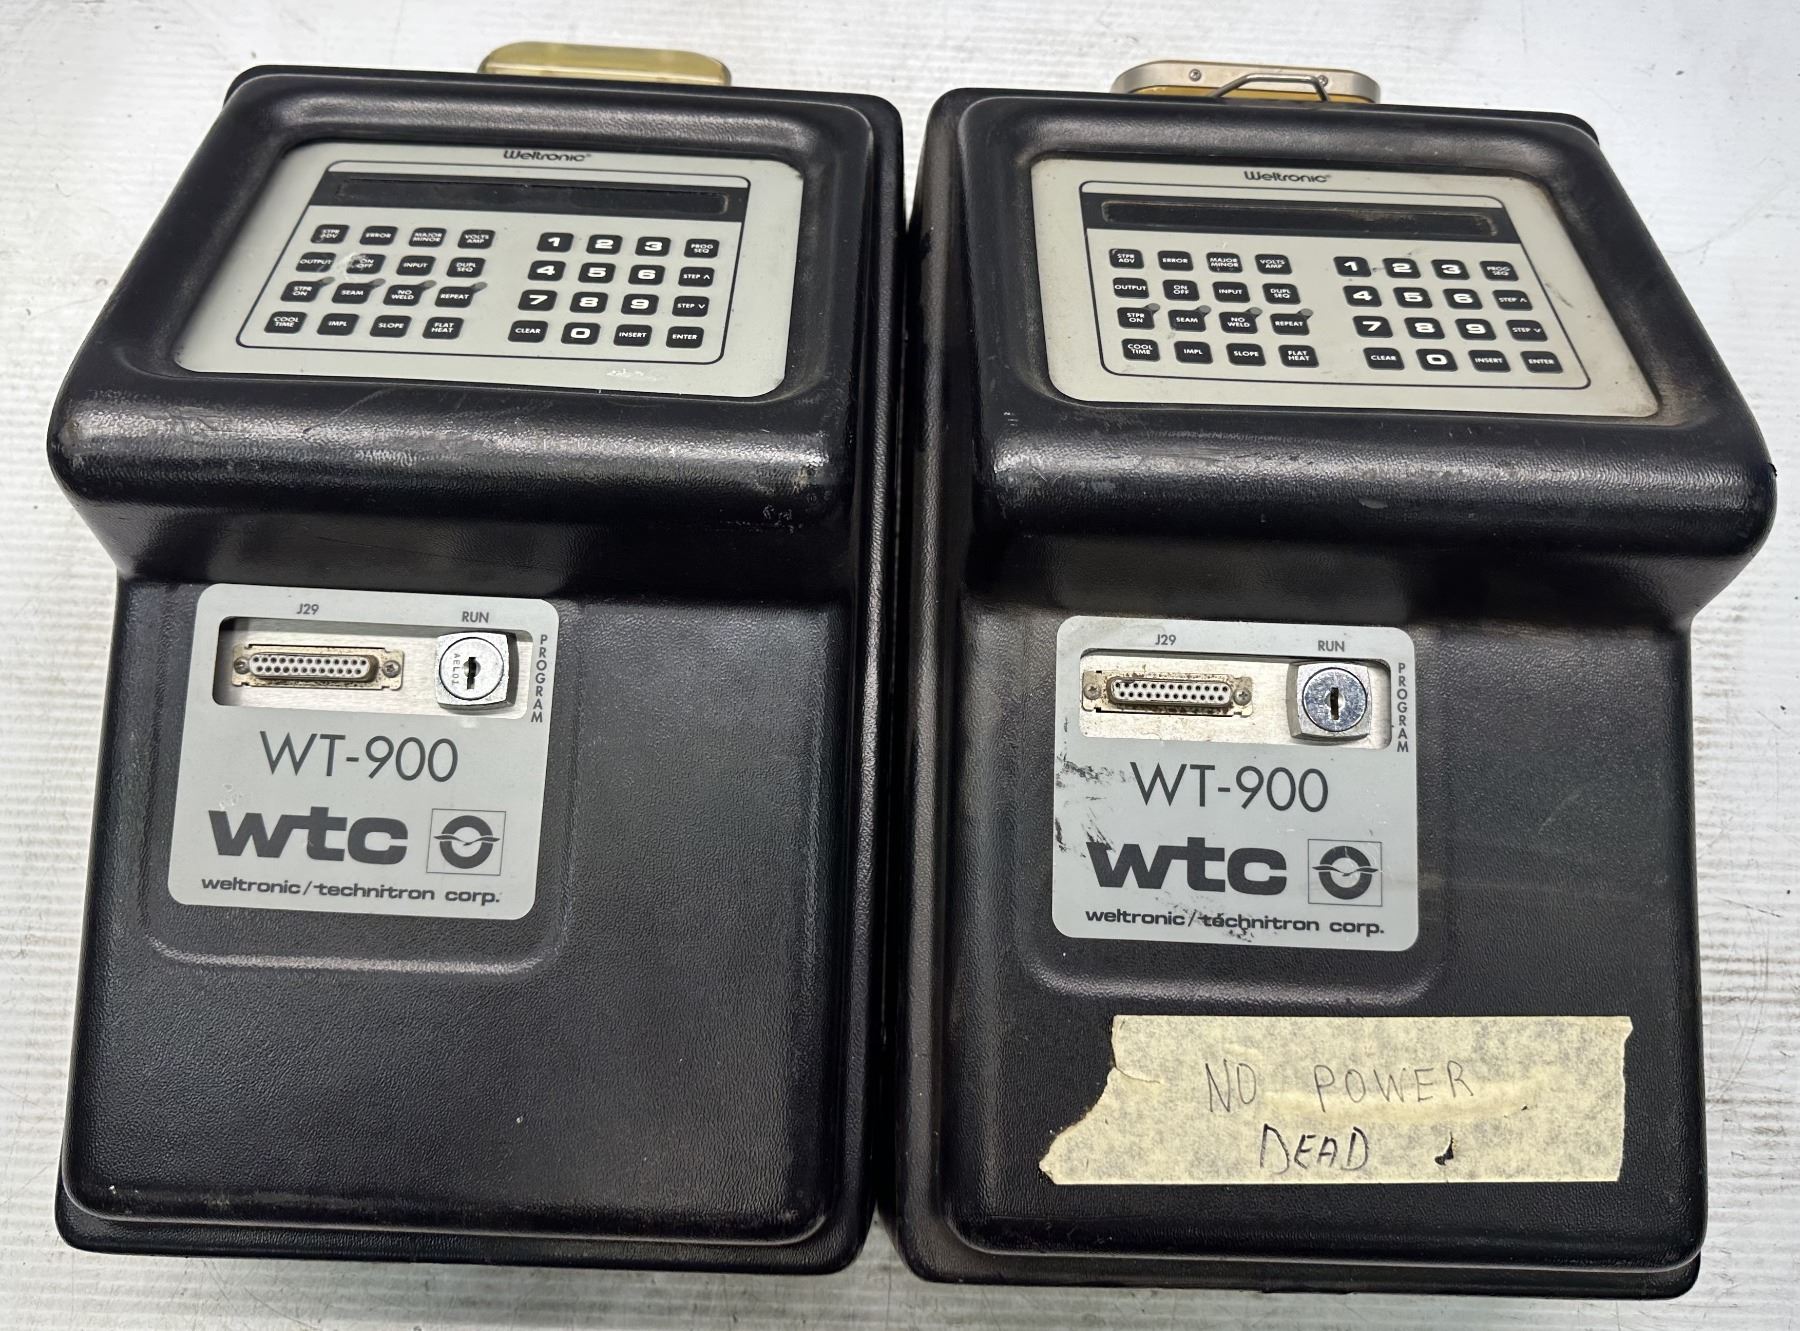 Weltronic®
STPR ADV ERROR MAJOR MINOR VOLTS AMP 1 2 3 PROG SEQ
OUTPUT ON OFF INPUT DUPL SEQ 4 5 6 STEP ˄
STPR ON SEAM NO WELD REPEAT 7 8 9 STEP ˅
COOL TIME IMPL SLOPE FLAT HEAT CLEAR 0 INSERT ENTER
J29 RUN
PROGRAM
AEL01
WT-900
wtc
weltronic/technitron corp.
Weltronic®
STPR ADV ERROR MAJOR MINOR VOLTS AMP 1 2 3 PROG SEQ
OUTPUT ON OFF INPUT DUPL SEQ 4 5 6 STEP ˄
STPR ON SEAM NO WELD REPEAT 7 8 9 STEP ˅
COOL TIME IMPL SLOPE FLAT HEAT CLEAR 0 INSERT ENTER
J29 RUN
PROGRAM
WT-900
wtc
weltronic/technitron corp.
NO POWER
DEAD